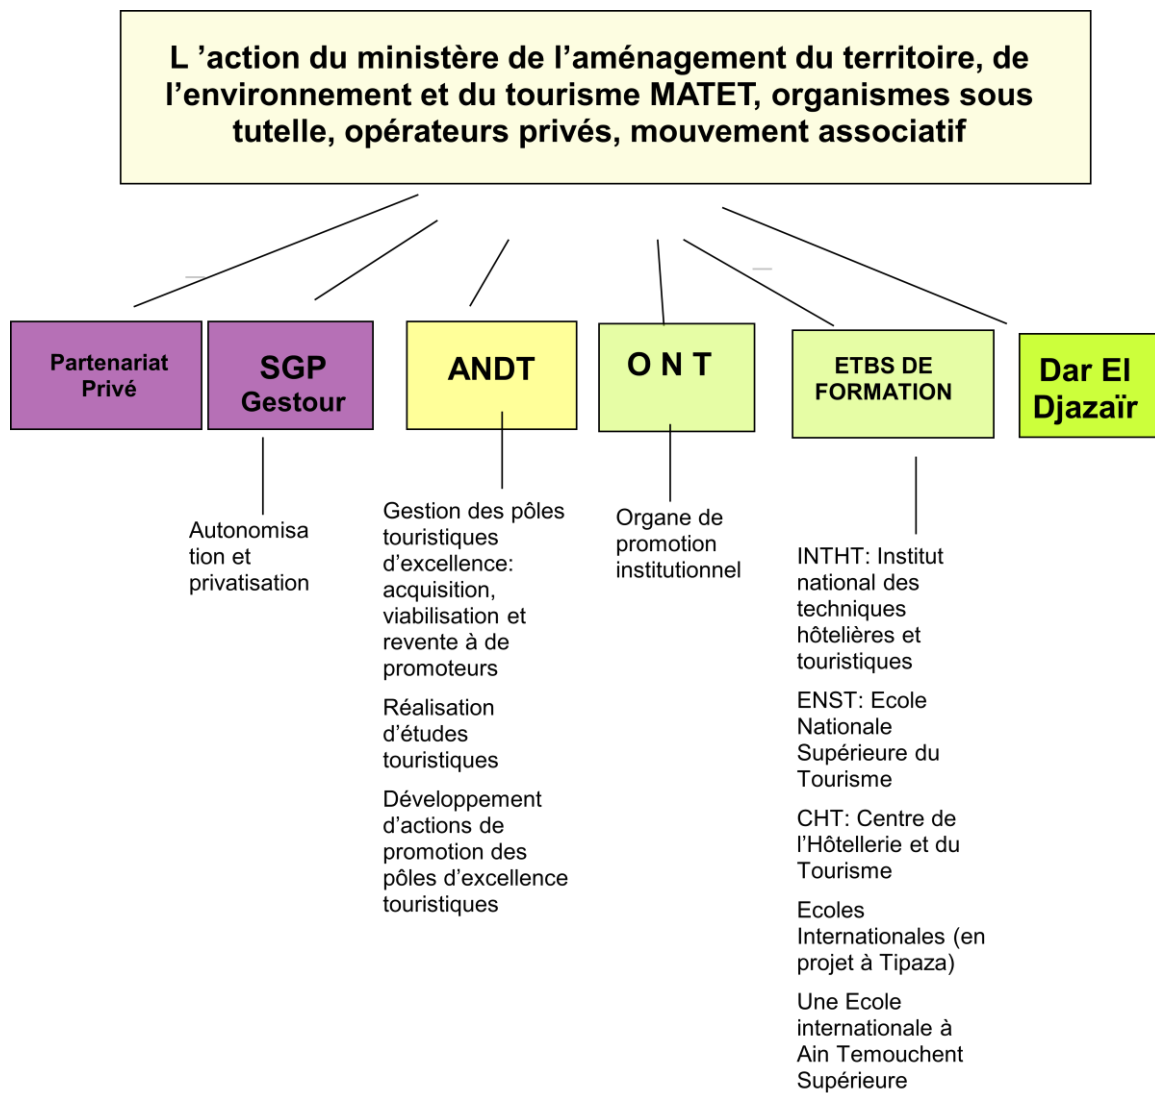 L ’action du ministère de l’aménagement du territoire, de
l’environnement et du tourisme MATET, organismes sous
tutelle, opérateurs privés, mouvement associatif
Partenariat
Privé
SGP
Gestour
ANDT
O N T
ETBS DE
FORMATION
Dar El
Djazaïr
Autonomisa
tion et
privatisation
Gestion des pôles
touristiques
d’excellence:
acquisition,
viabilisation et
revente à de
promoteurs
Réalisation
d’études
touristiques
Développement
d’actions de
promotion des
pôles d’excellence
touristiques
Organe de
promotion
institutionnel
INTHT: Institut
national des
techniques
hôtelières et
touristiques
ENST: Ecole
Nationale
Supérieure du
Tourisme
CHT: Centre de
l’Hôtellerie et du
Tourisme
Ecoles
Internationales (en
projet à Tipaza)
Une Ecole
internationale à
Ain Temouchent
Supérieure